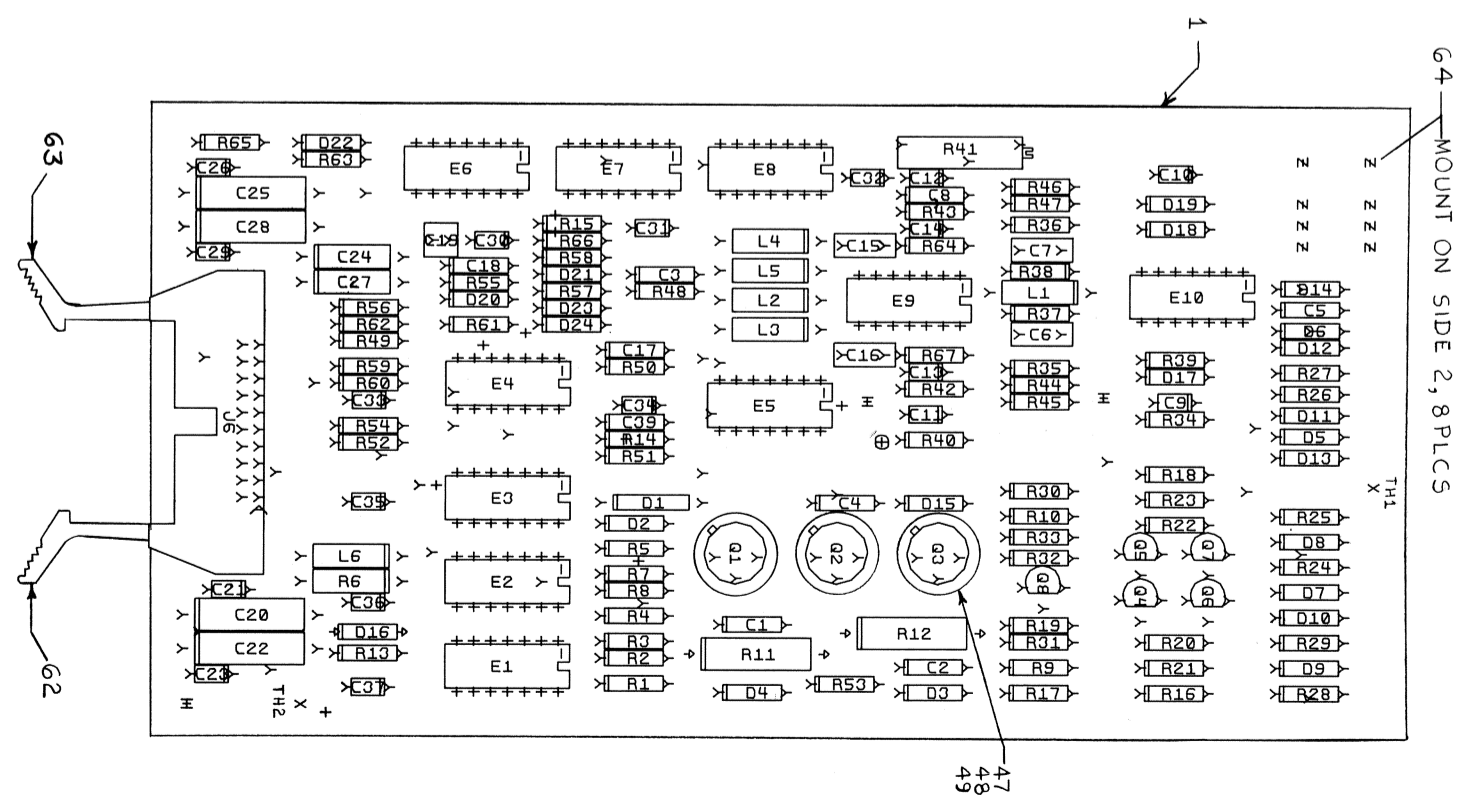 1
64 MOUNT ON SIDE 2, 8 PLCS
63
62
47
48
49
R65
D22
R63
C26
C25
C28
C29
C24
C27
E6
E7
E8
R41
C32
C12
C8
R43
C14
R64
C15
C10
D19
D18
R46
R47
R36
C7
R38
L1
R37
C6
Z Z
Z Z
Z Z
C19
C30
C18
R55
D20
R61
R15
R66
R58
D21
R57
D23
D24
C31
C3
R48
L4
L5
L2
L3
E9
E10
D14
C5
D6
D12
R56
R62
R49
R59
R60
C33
R54
R52
E4
C17
R50
C34
C39
R14
R51
E5
C16
R67
C13
R42
C11
R40
R35
R44
R45
R39
D17
C9
R34
R27
R26
D11
D5
D13
J6
C35
E3
D1
D2
C4
D15
R30
R10
R33
R32
R18
R23
R22
TH1
X
R25
D8
R24
D7
D10
R29
D9
R28
L6
R6
C36
D16
R13
C37
C21
C20
C22
C23
E2
E1
R5
R7
R8
R4
R3
R2
R1
Q1
Q2
Q3
Q8
Q5
Q7
Q4
Q6
C1
R11
D4
R12
R53
C2
D3
R19
R31
R9
R17
R20
R21
R16
H
TH2
X
H
H